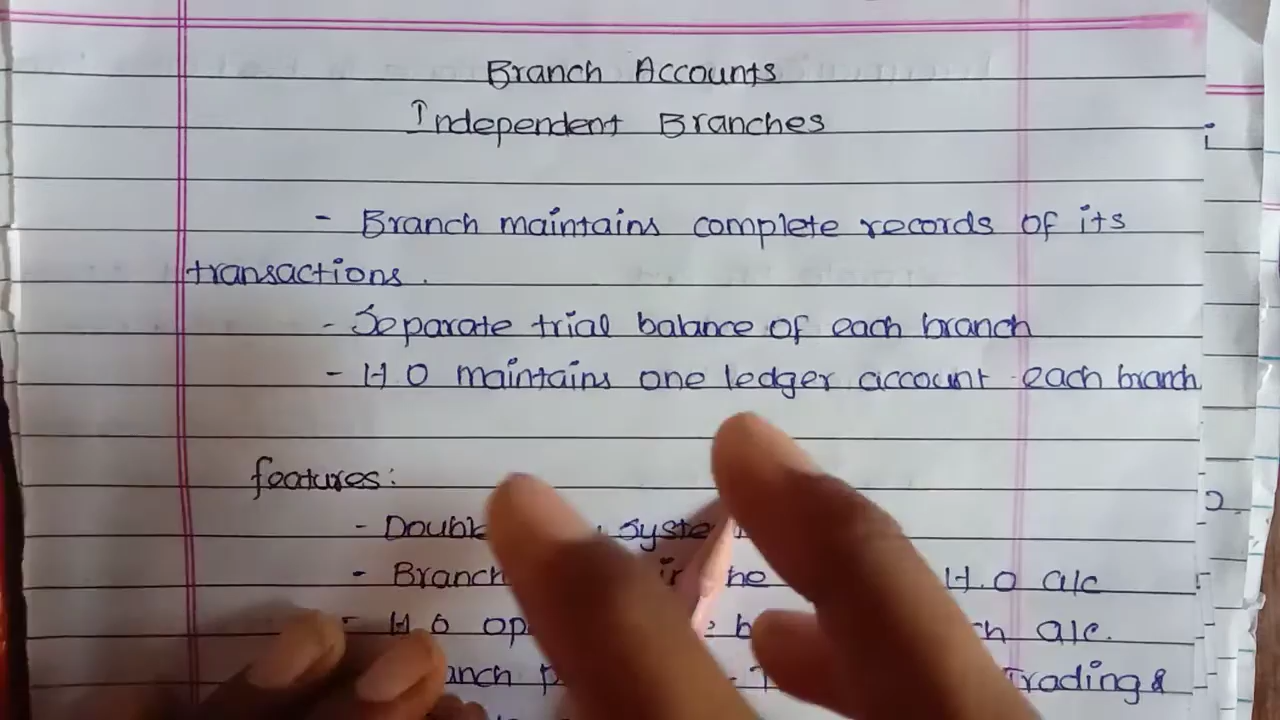 Branch Accounts
Independent Branches
- Branch maintains complete records of its
transactions.
- Separate trial balance of each branch
- H O maintains one ledger account each branch
features:
- Double syste
- Branch H.O a/c
- H O a/c.
Trading &